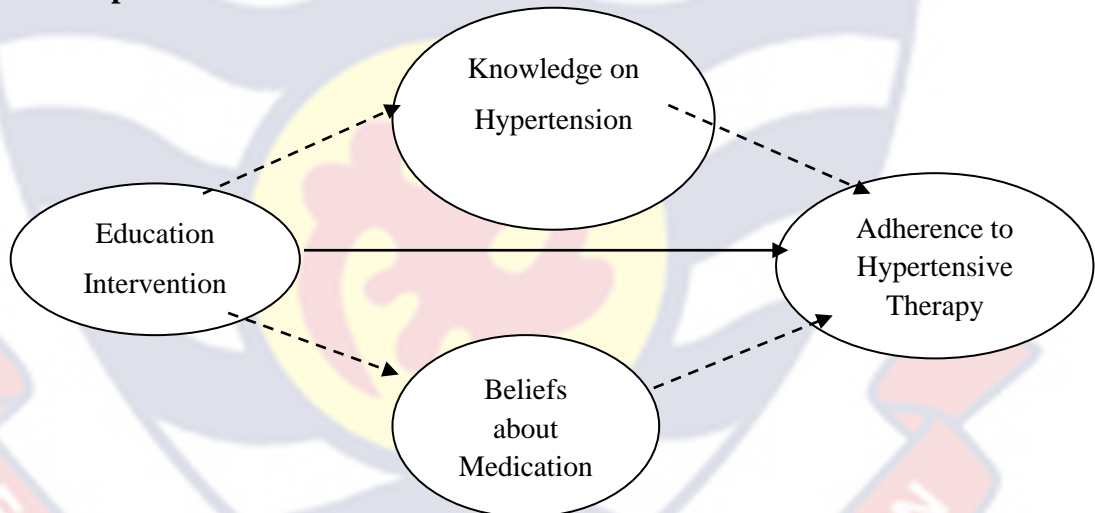 Knowledge on
Hypertension
Education
Intervention
Adherence to
Hypertensive
Therapy
Beliefs
about
Medication
N